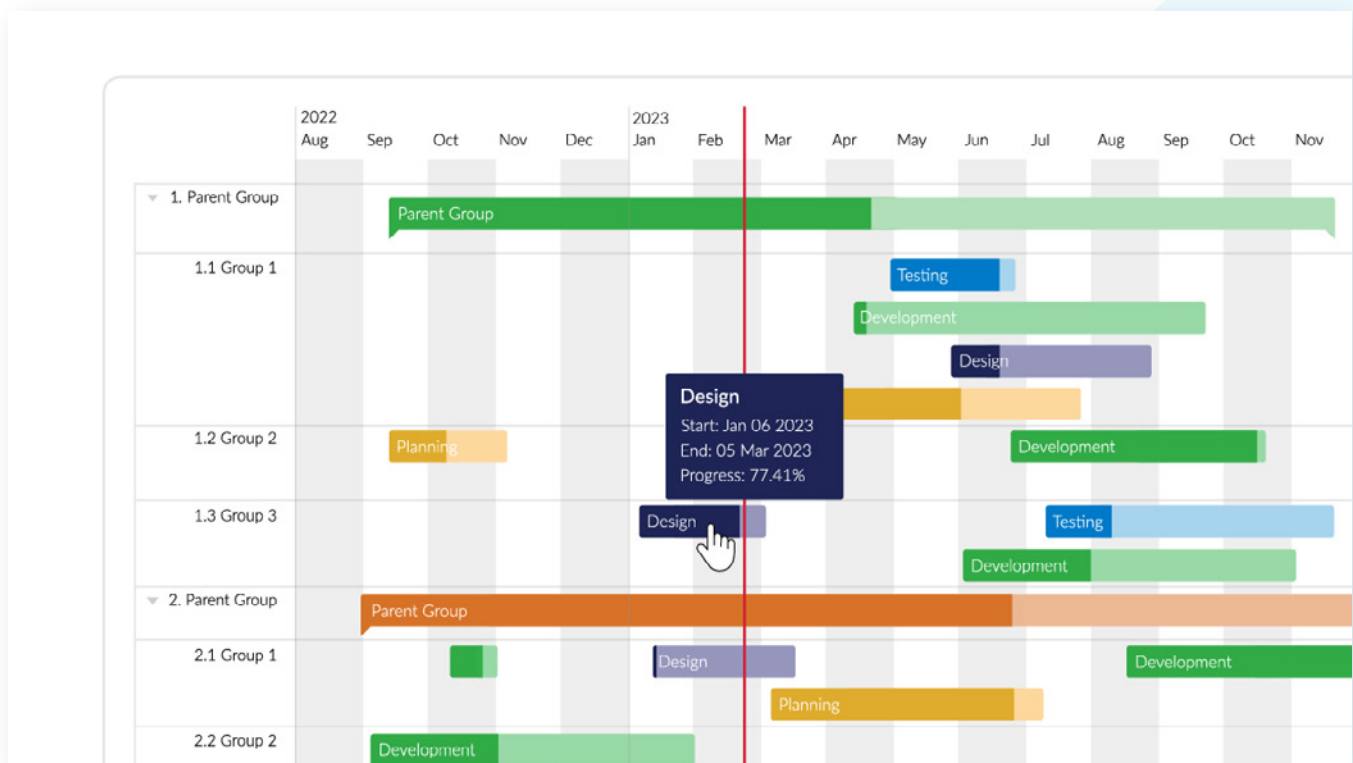 2022 2023
Aug Sep Oct Nov Dec Jan Feb Mar Apr May Jun Jul Aug Sep Oct Nov
1. Parent Group
Parent Group
1.1 Group 1
Testing
Development
Design
Design
Start: Jan 06 2023
End: 05 Mar 2023
Progress: 77.41%
1.2 Group 2
Planning
Development
1.3 Group 3
Design
Testing
Development
2. Parent Group
Parent Group
2.1 Group 1
Design
Development
Planning
2.2 Group 2
Development